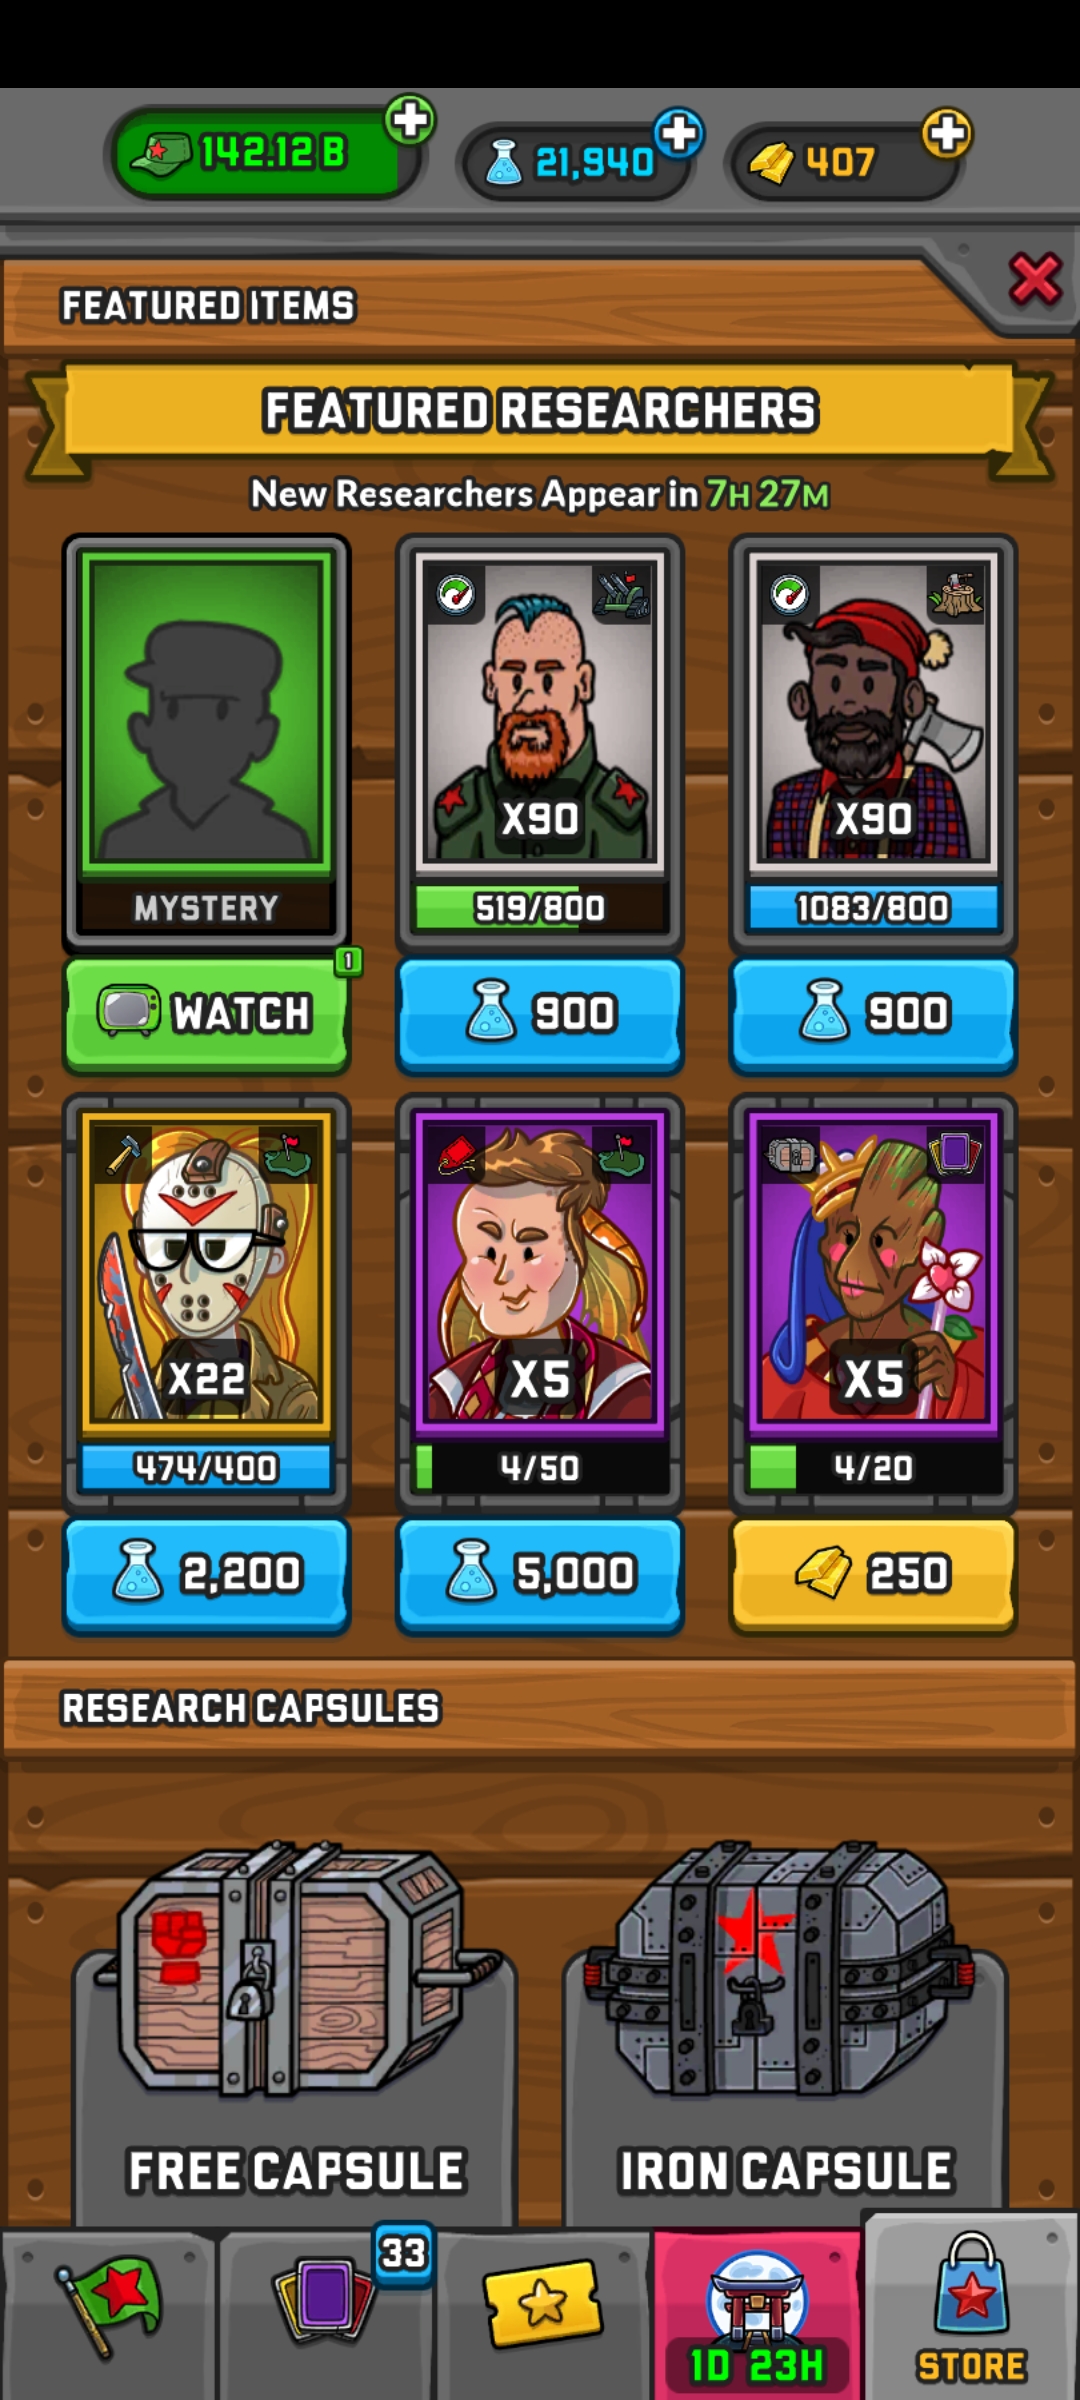 142.12 B
21,940
407
FEATURED ITEMS
FEATURED RESEARCHERS
New Researchers Appear in 7H 27M
X90
X90
MYSTERY
519/800
1083/800
1
WATCH
900
900
X22
X5
X5
474/400
4/50
4/20
2,200
5,000
250
RESEARCH CAPSULES
FREE CAPSULE
IRON CAPSULE
33
1D 23H
STORE